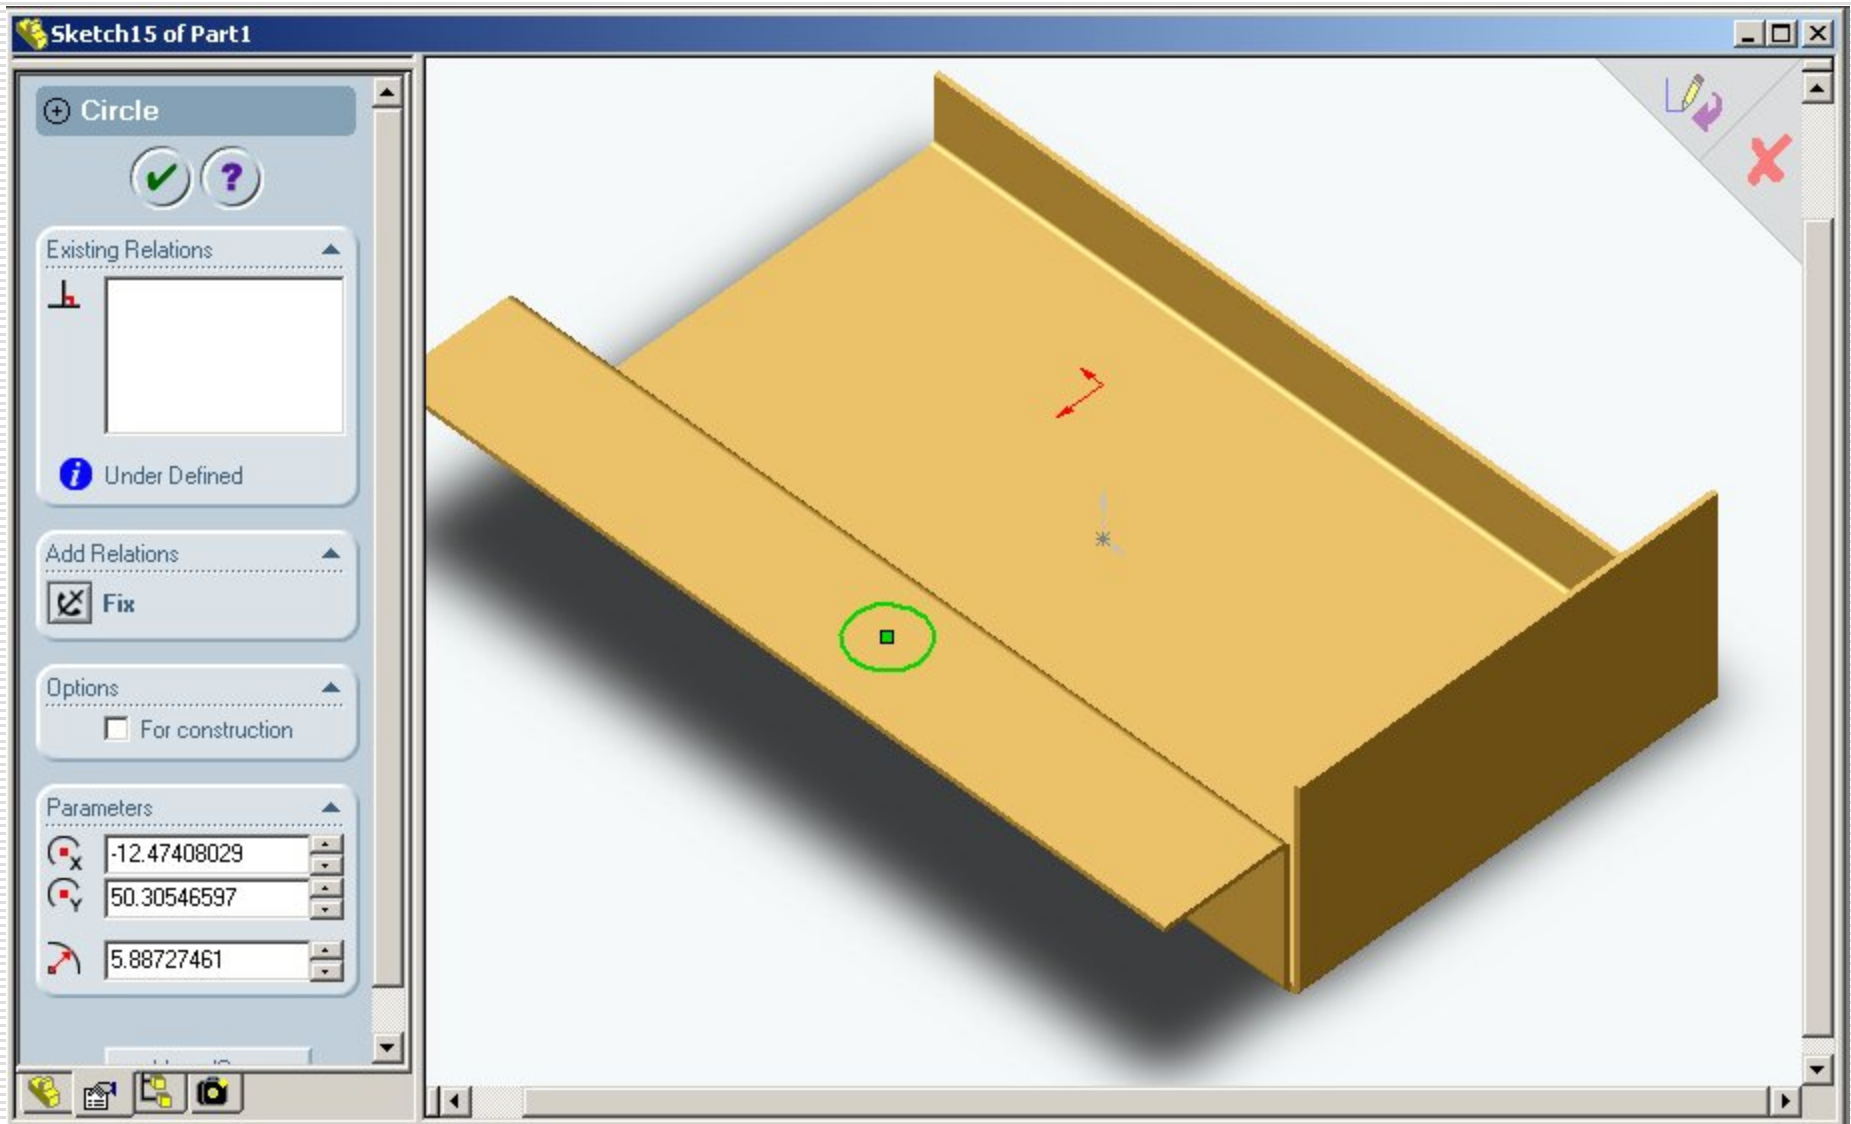 Sketch15 of Part1
Circle
Existing Relations
Under Defined
Add Relations
Fix
Options
For construction
Parameters
-12.47408029
50.30546597
5.88727461